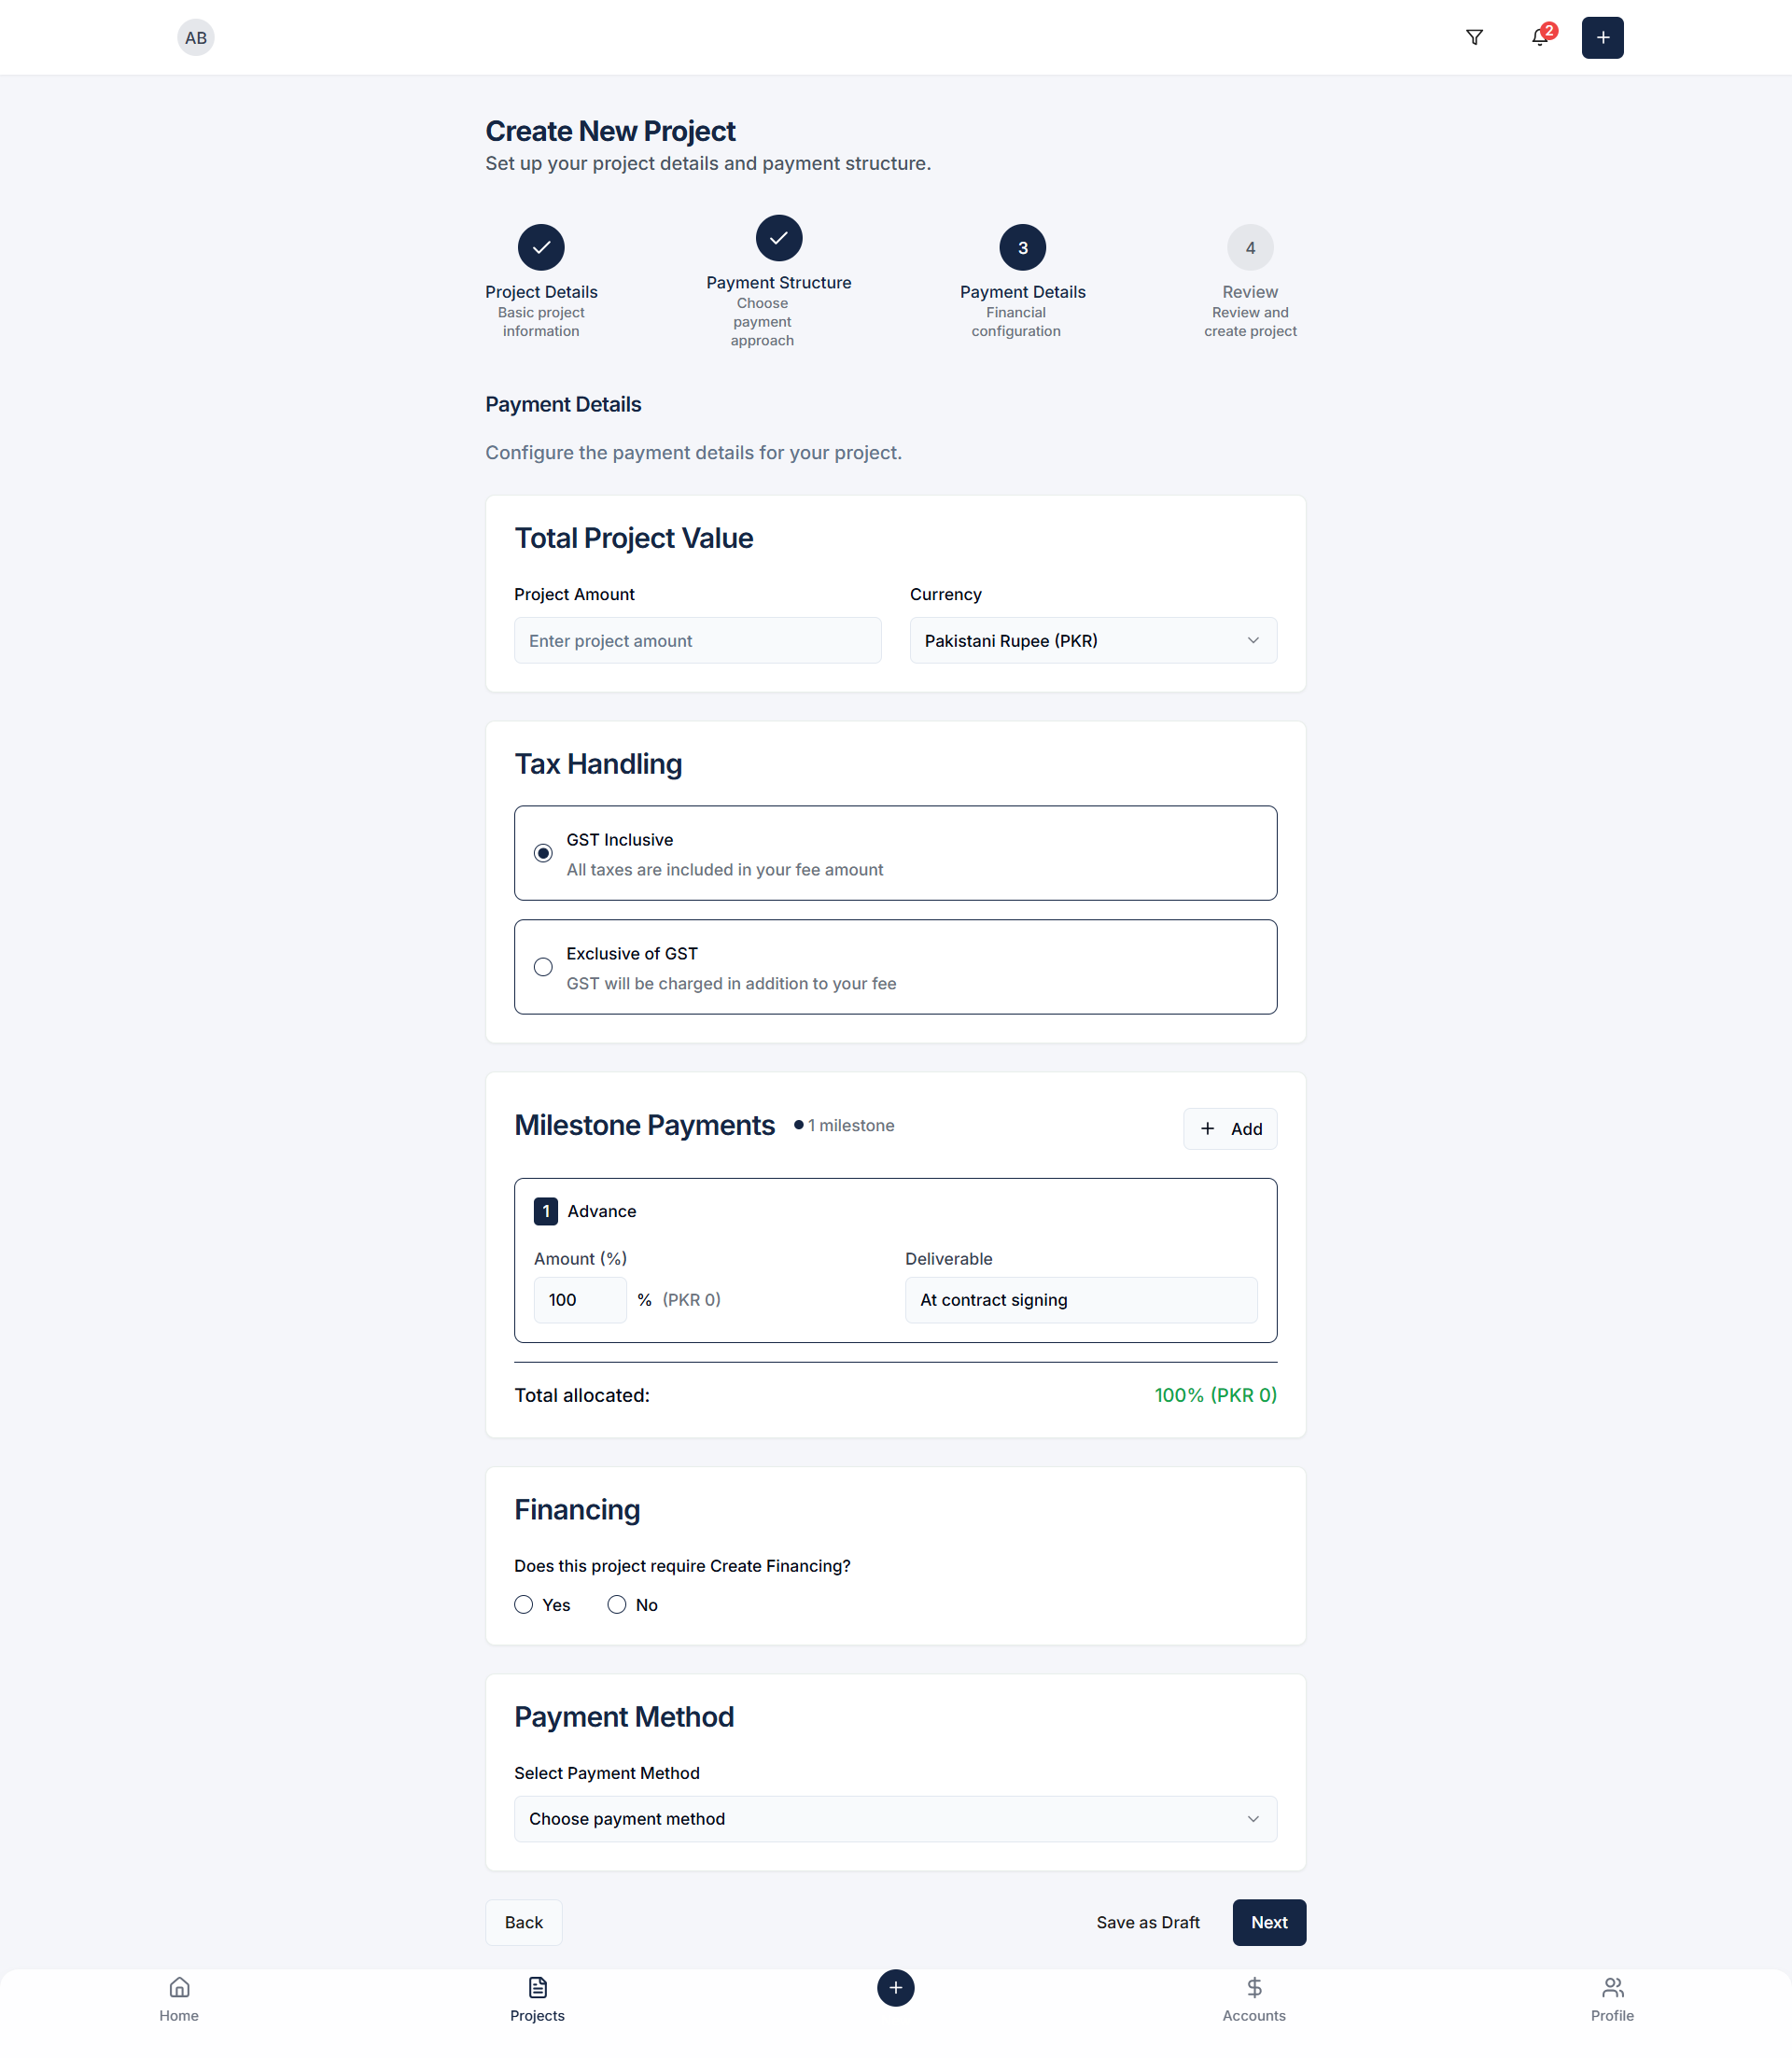 AB
2
Create New Project
Set up your project details and payment structure.
Project Details
Basic project
information
Payment Structure
Choose
payment
approach
3
Payment Details
Financial
configuration
4
Review
Review and
create project
Payment Details
Configure the payment details for your project.
Total Project Value
Project Amount
Enter project amount
Currency
Pakistani Rupee (PKR)
Tax Handling
GST Inclusive
All taxes are included in your fee amount
Exclusive of GST
GST will be charged in addition to your fee
Milestone Payments
1 milestone
Add
1 Advance
Amount (%)
100 % (PKR 0)
Deliverable
At contract signing
Total allocated:
100% (PKR 0)
Financing
Does this project require Create Financing?
Yes
No
Payment Method
Select Payment Method
Choose payment method
Back
Save as Draft
Next
Home
Projects
Accounts
Profile